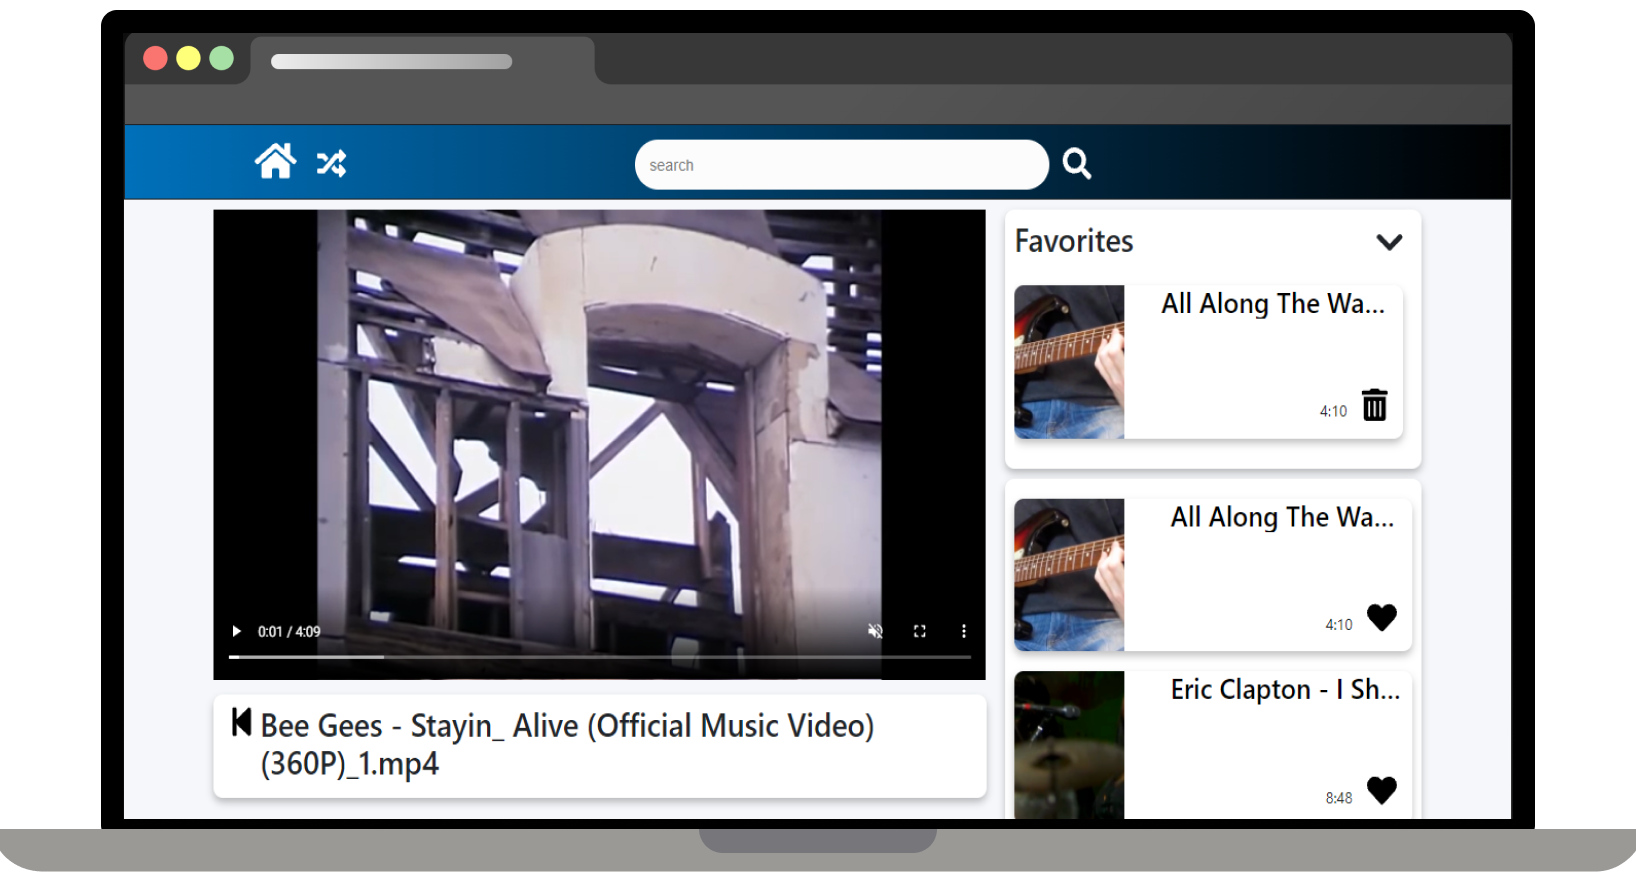 search
Favorites
All Along The Wa...
4:10
All Along The Wa...
4:10
Eric Clapton - I Sh...
8:48
0:01 / 4:09
Bee Gees - Stayin_ Alive (Official Music Video)
(360P)_1.mp4